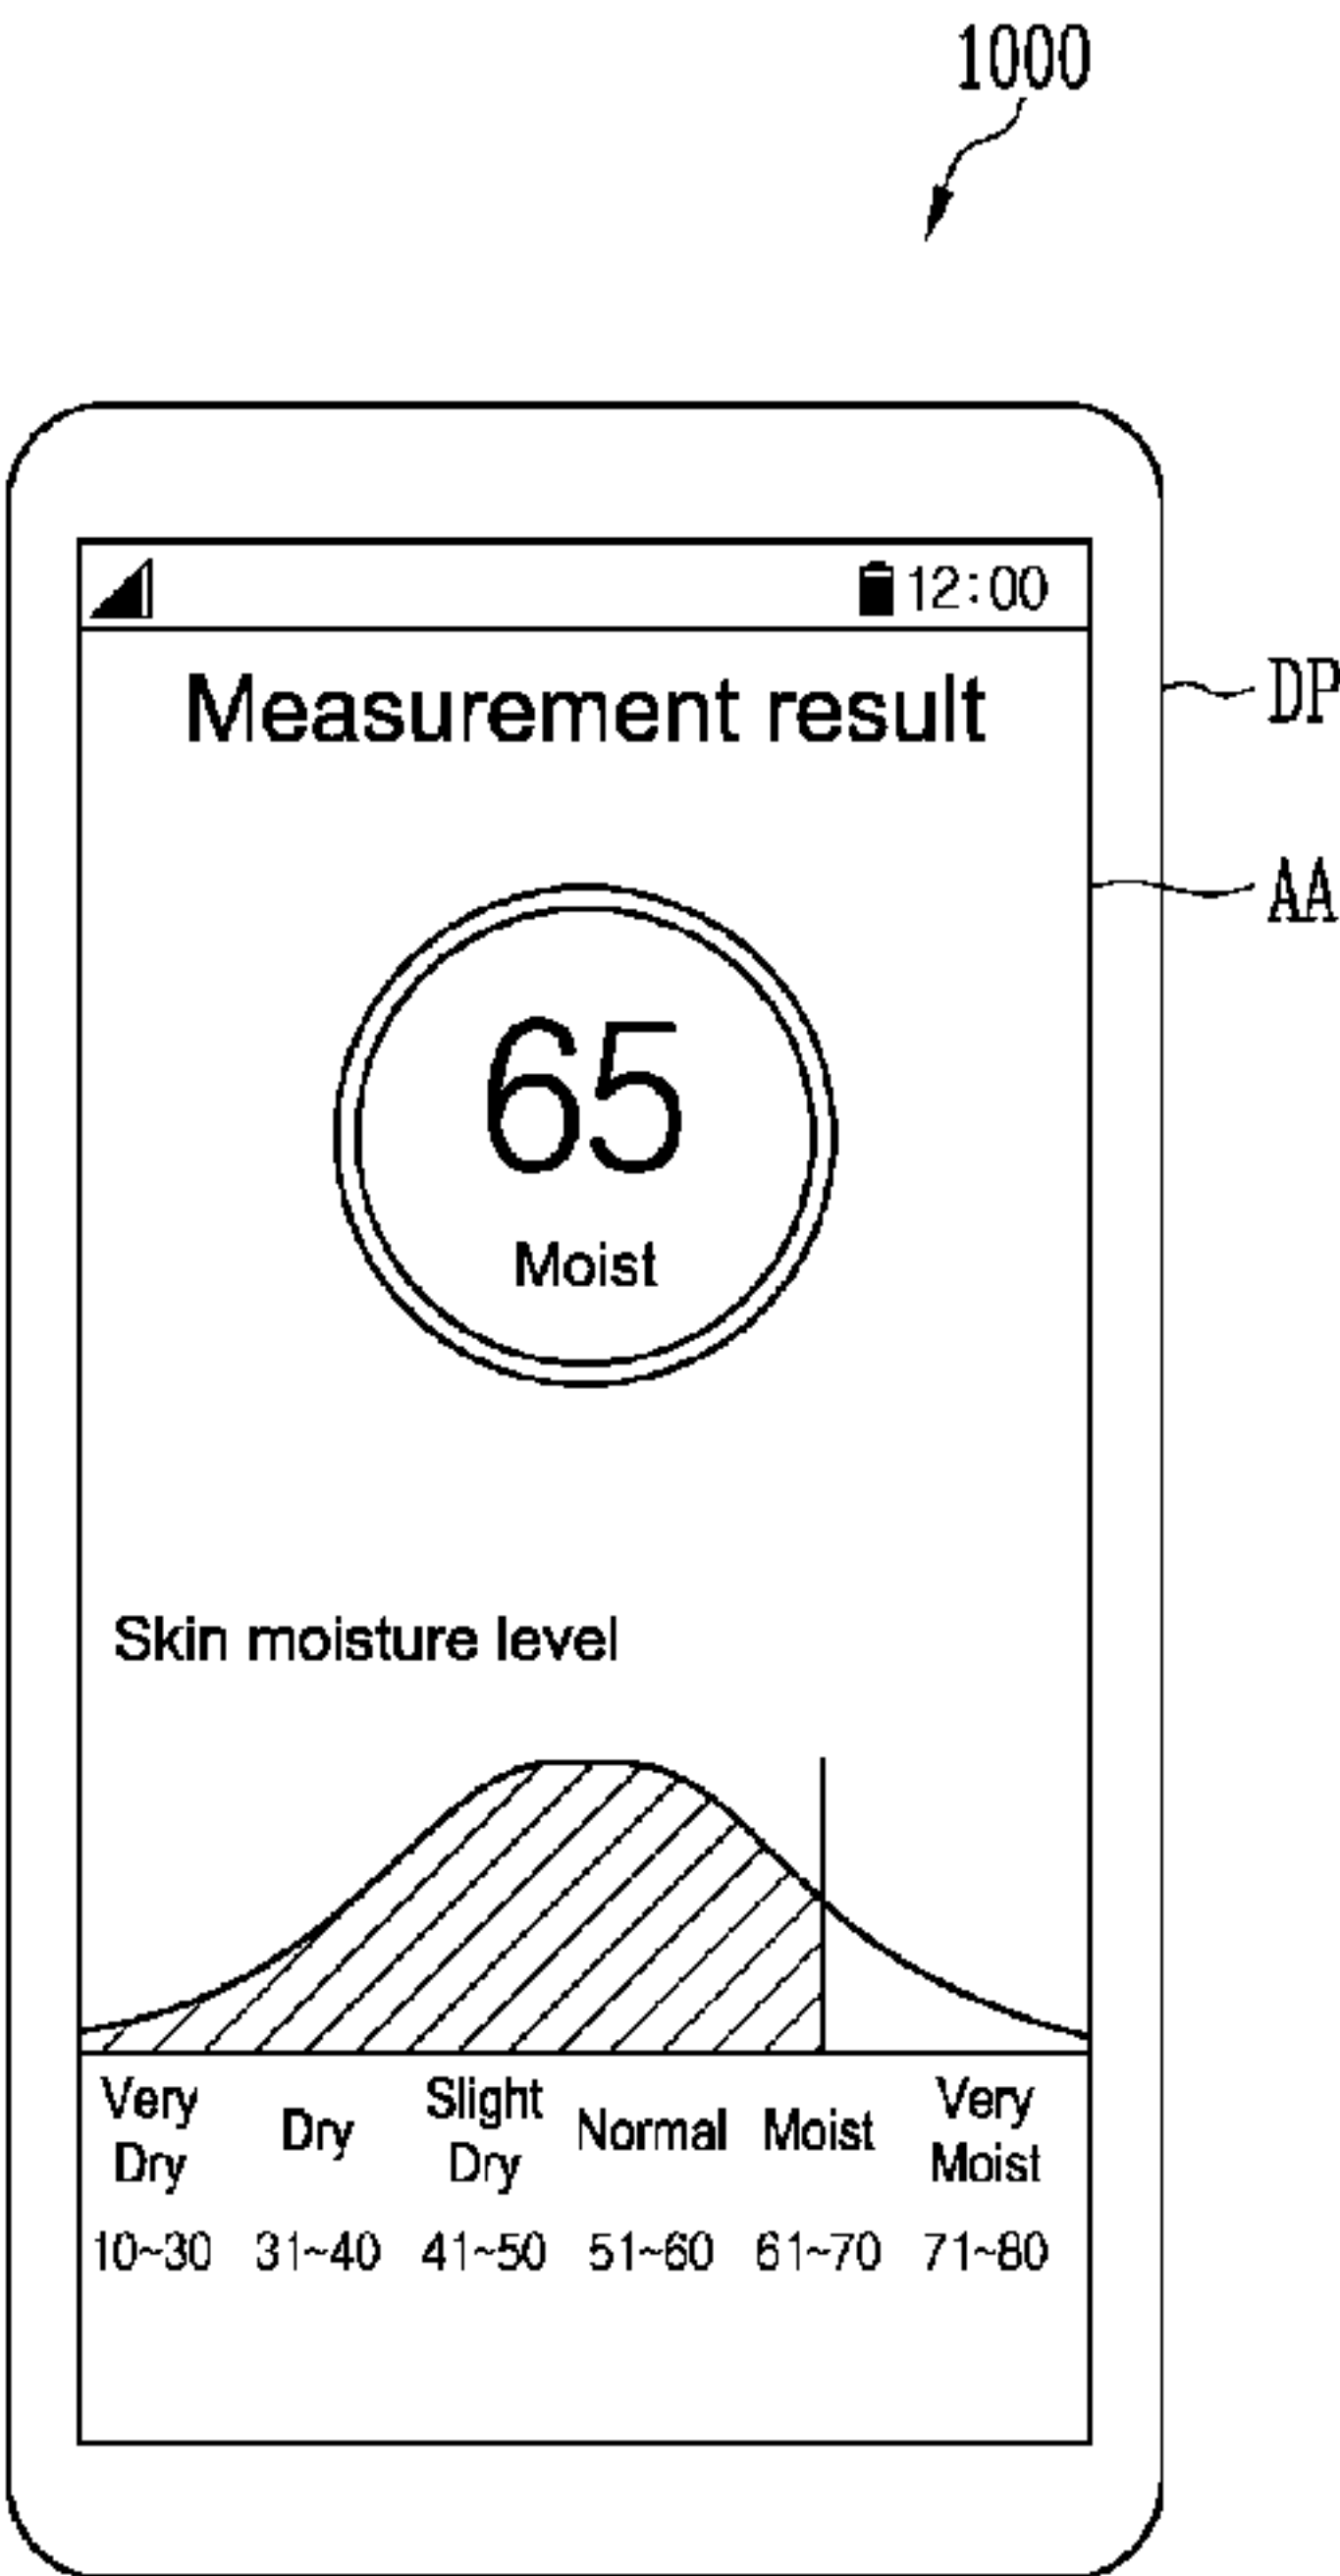 1000
12:00
Measurement result
DP
AA
65
Moist
Skin moisture level
Very Dry
Dry
Slight Dry
Normal
Moist
Very Moist
10~30 31~40 41~50 51~60 61~70 71~80